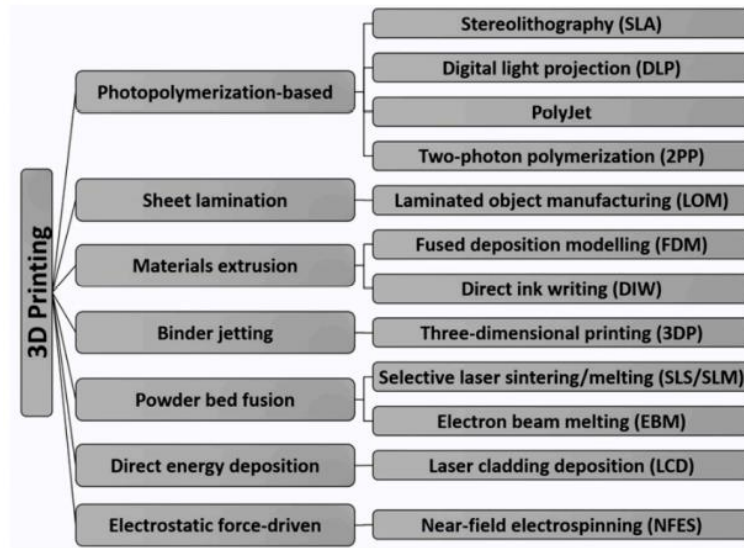 3D Printing
Photopolymerization-based
Stereolithography (SLA)
Digital light projection (DLP)
PolyJet
Two-photon polymerization (2PP)
Sheet lamination
Laminated object manufacturing (LOM)
Materials extrusion
Fused deposition modelling (FDM)
Direct ink writing (DIW)
Binder jetting
Three-dimensional printing (3DP)
Powder bed fusion
Selective laser sintering/melting (SLS/SLM)
Electron beam melting (EBM)
Direct energy deposition
Laser cladding deposition (LCD)
Electrostatic force-driven
Near-field electrospinning (NFES)